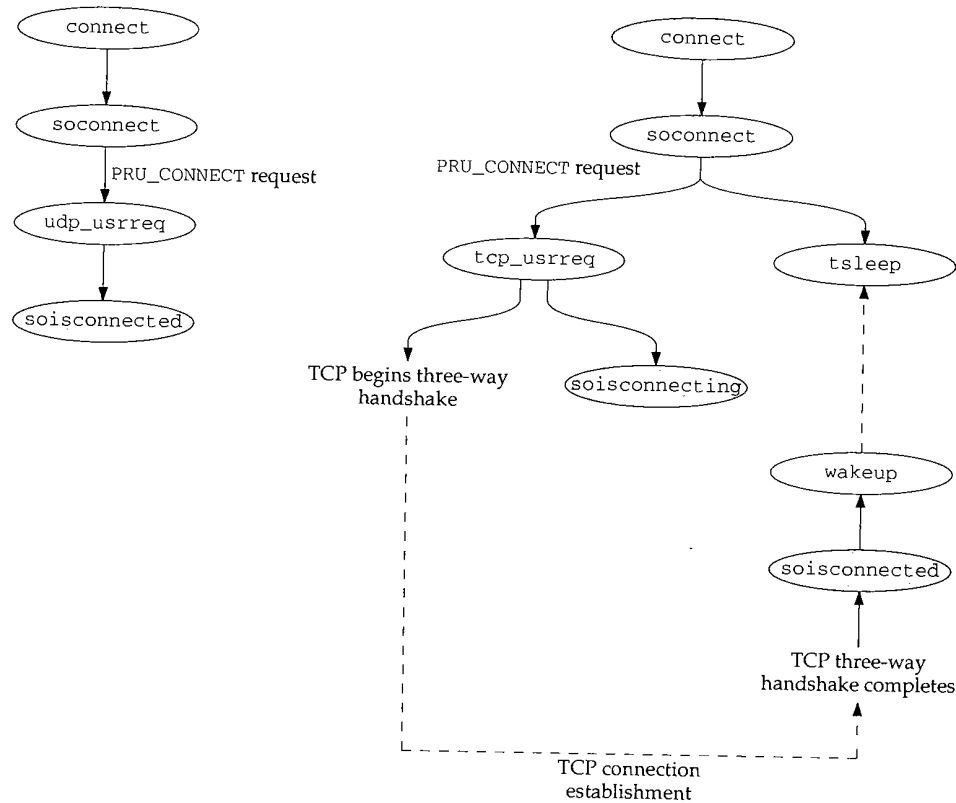 connect
soconnect
PRU_CONNECT request
udp_usrreq
soisconnected
connect
soconnect
PRU_CONNECT request
tcp_usrreq
tsleep
TCP begins three-way
handshake
soisconnecting
wakeup
soisconnected
TCP three-way
handshake completes
TCP connection
establishment